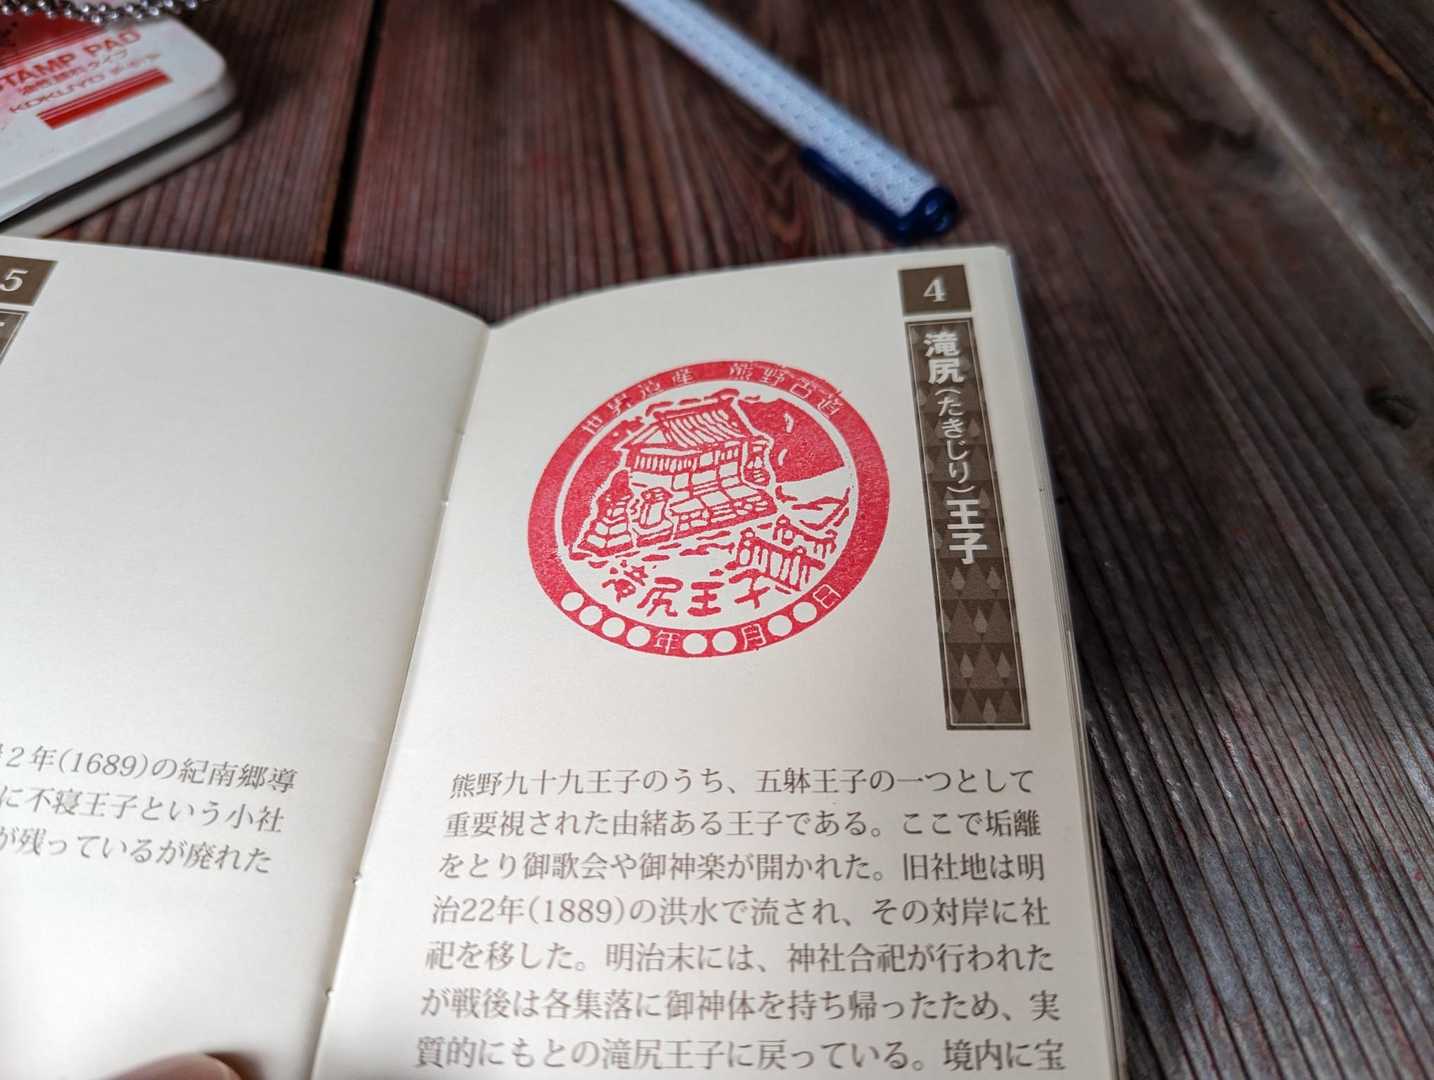 STAMP PAD
KOKUYO
4
滝尻(たきじり)王子
世界遺産 熊野古道
滝尻王子
年 月 日
熊野九十九王子のうち、五躰王子の一つとして
重要視された由緒ある王子である。ここで垢離
をとり御歌会や御神楽が開かれた。旧社地は明
治22年(1889)の洪水で流され、その対岸に社
祀を移した。明治末には、神社合祀が行われた
が戦後は各集落に御神体を持ち帰ったため、実
質的にもとの滝尻王子に戻っている。境内に宝
5
2年(1689)の紀南郷導
に不寝王子という小社
が残っているが廃れた